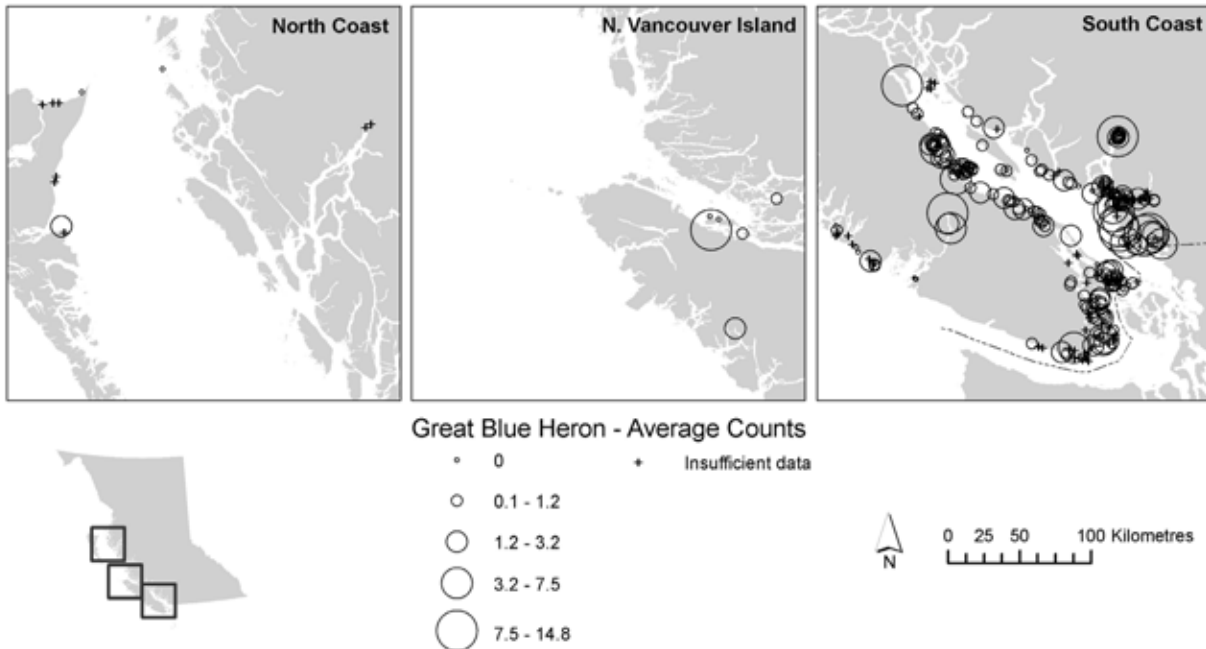 North Coast
N. Vancouver Island
South Coast
Great Blue Heron - Average Counts
0
Insufficient data
0.1 - 1.2
1.2 - 3.2
3.2 - 7.5
7.5 - 14.8
N
0 25 50 100 Kilometres